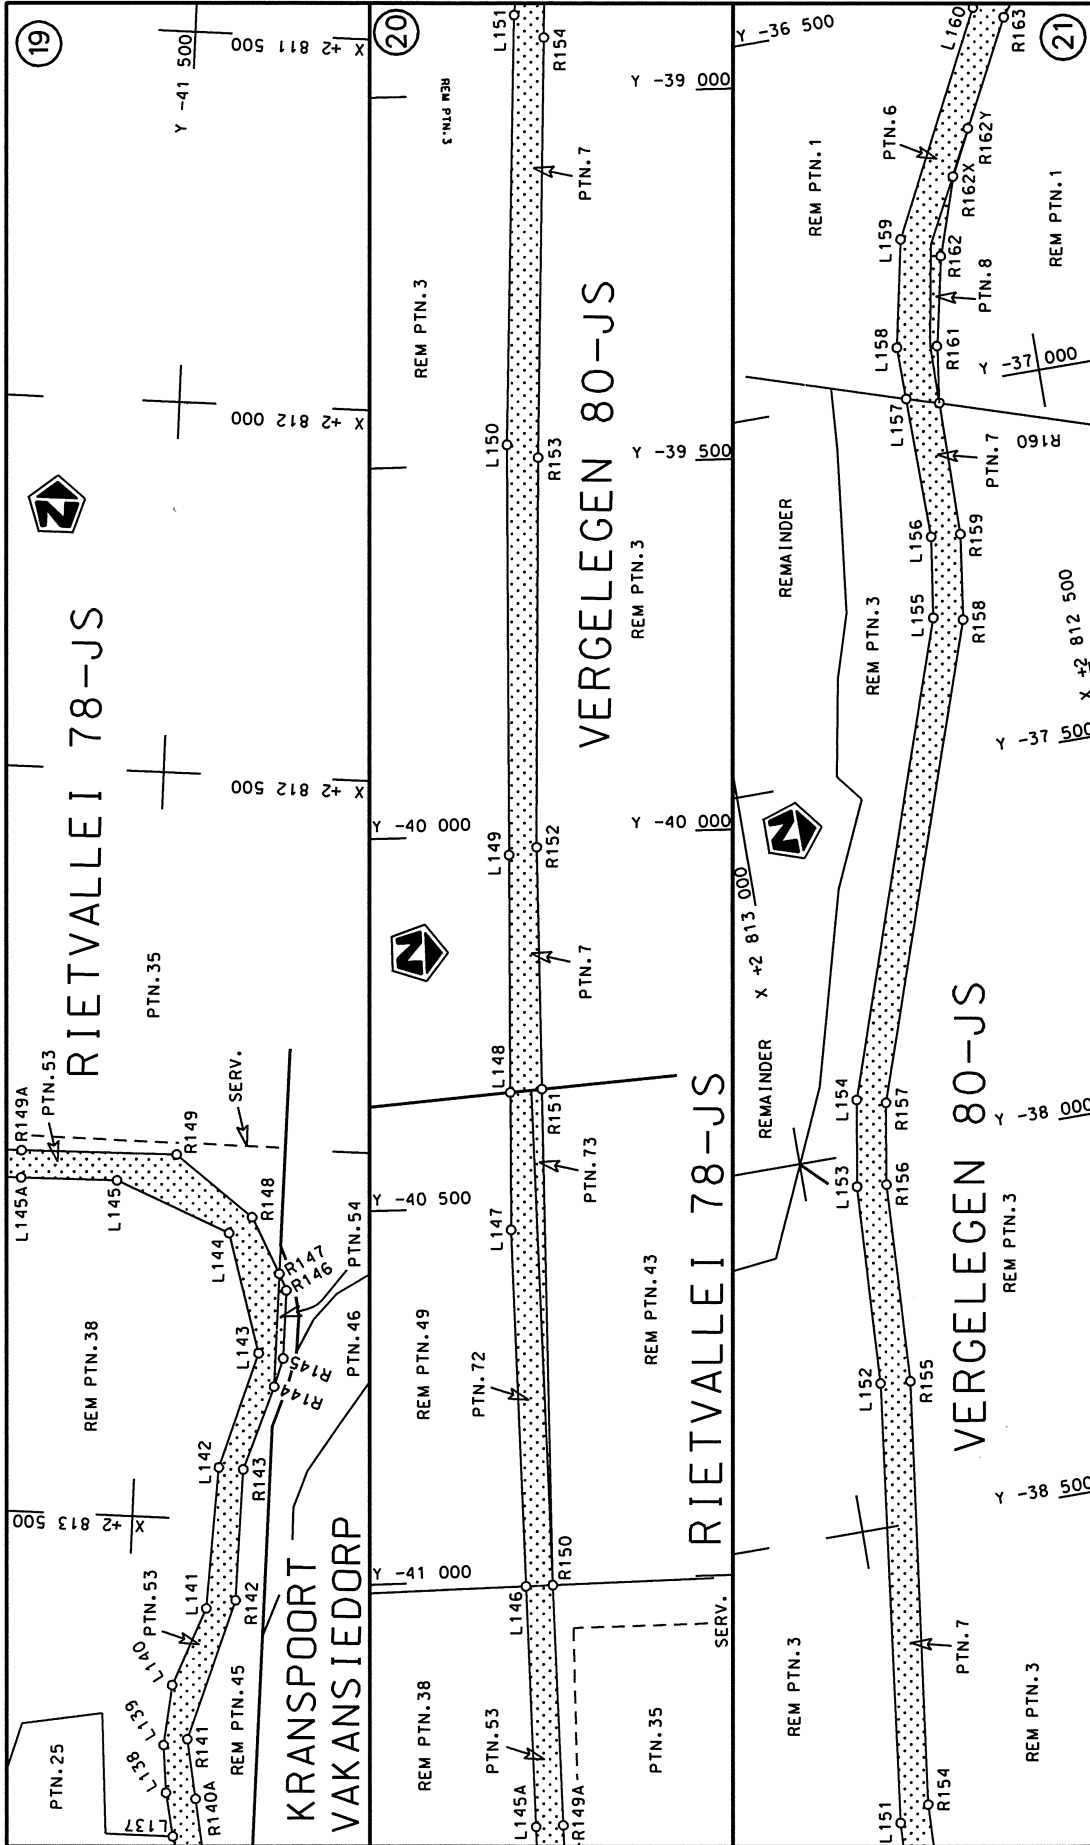 19
RIETVALLEI 78-JS
Y -41 500
X +2 811 500
X +2 812 000
X +2 812 500
X +2 813 500
N
PTN.35
PTN.53
R149A
L145A
SERV.
R149
L145
R148
L144
R147
R146
PTN.54
L143
R145
R144
PTN.46
REM PTN.38
L142
R143
L141
PTN.53
R142
L140
L139
L138
L137
R141
R140A
REM PTN.45
PTN.25
KRANSPOORT
VAKANSIEDORP
20
L151
R154
REM PTN.3
Y -39 000
PTN.7
REM PTN.3
L150
R153
Y -39 500
VERGELEGEN 80-JS
REM PTN.3
Y -40 000
L149
R152
Y -40 000
N
PTN.7
L148
R151
RIETVALLEI 78-JS
PTN.73
Y -40 500
L147
REM PTN.49
PTN.72
REM PTN.43
Y -41 000
L146
R150
SERV.
REM PTN.38
PTN.53
PTN.35
L145A
R149A
21
L160
R163
Y -36 500
PTN.6
REM PTN.1
R162Y
R162X
L159
R162
PTN.8
REM PTN.1
L158
R161
Y -37 000
L157
R160
PTN.7
REMAINDER
L156
R159
L155
R158
REM PTN.3
X +2 812 500
Y -37 500
N
X +2 813 000
REMAINDER
L154
R157
Y -38 000
L153
R156
VERGELEGEN 80-JS
REM PTN.3
L152
R155
Y -38 500
PTN.7
REM PTN.3
REM PTN.3
L151
R154